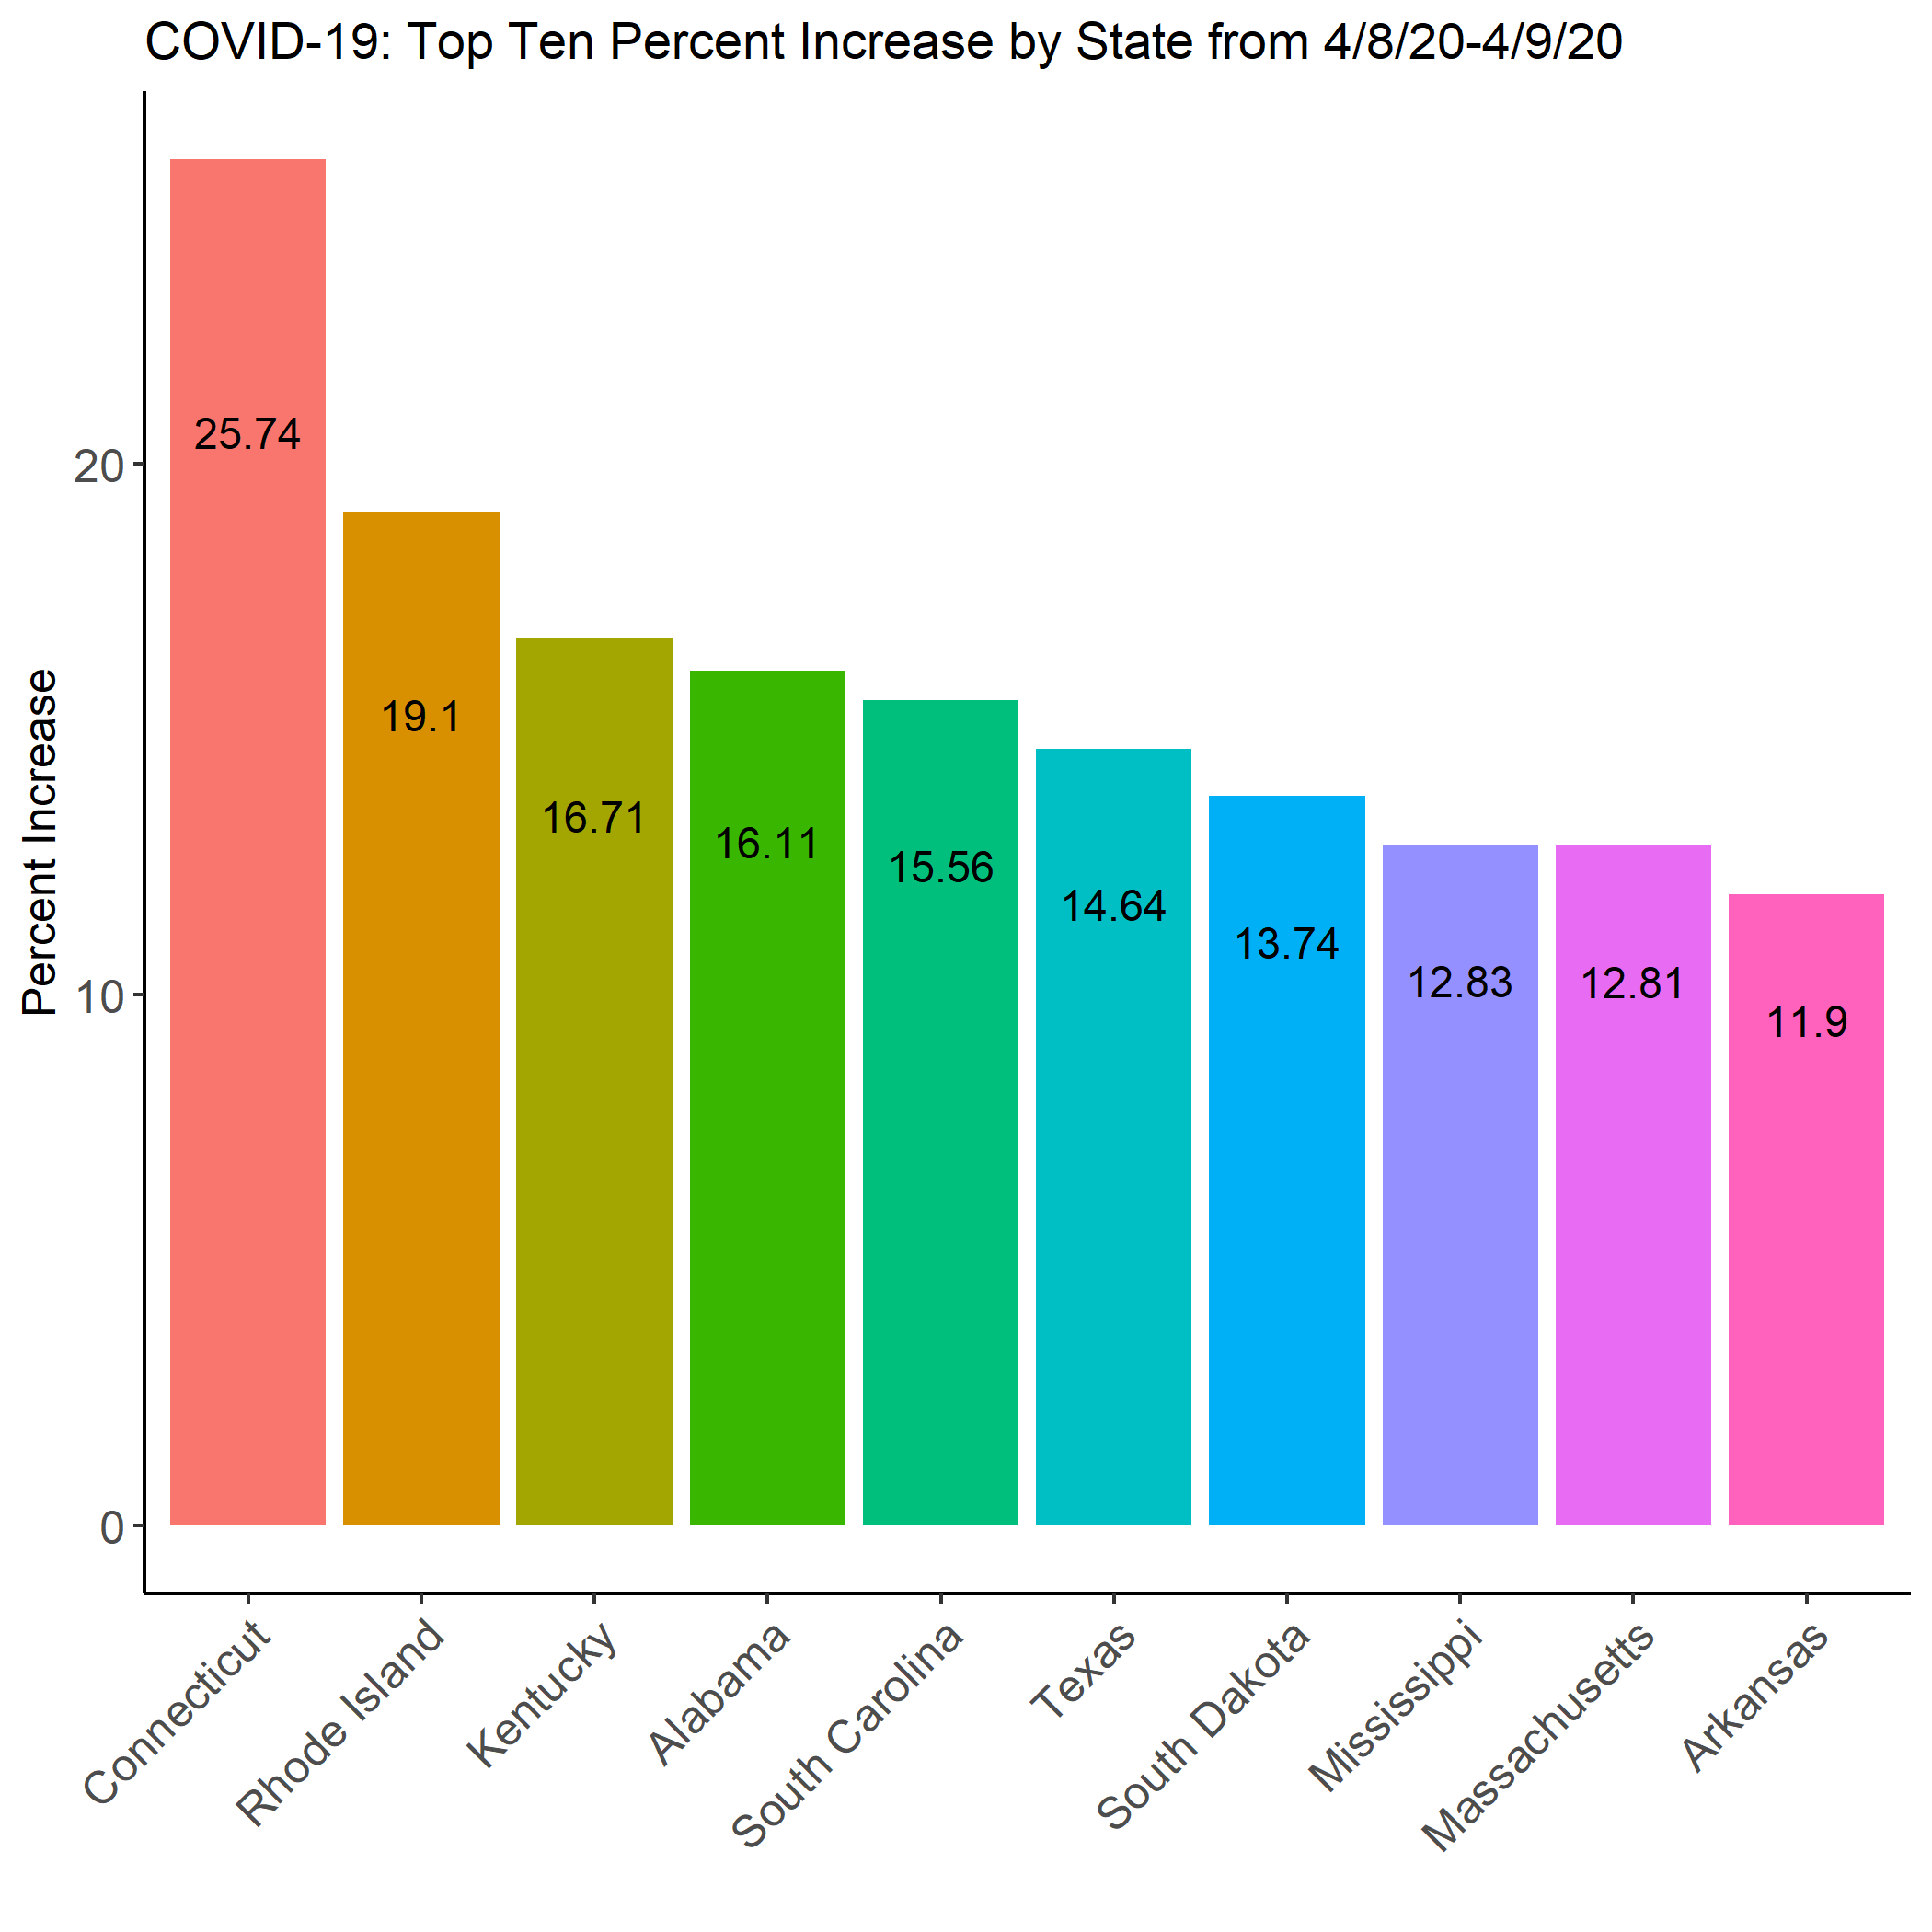 COVID-19: Top Ten Percent Increase by State from 4/8/20-4/9/20
Percent Increase
20
10
0
25.74
19.1
16.71
16.11
15.56
14.64
13.74
12.83
12.81
11.9
Connecticut
Rhode Island
Kentucky
Alabama
South Carolina
Texas
South Dakota
Mississippi
Massachusetts
Arkansas